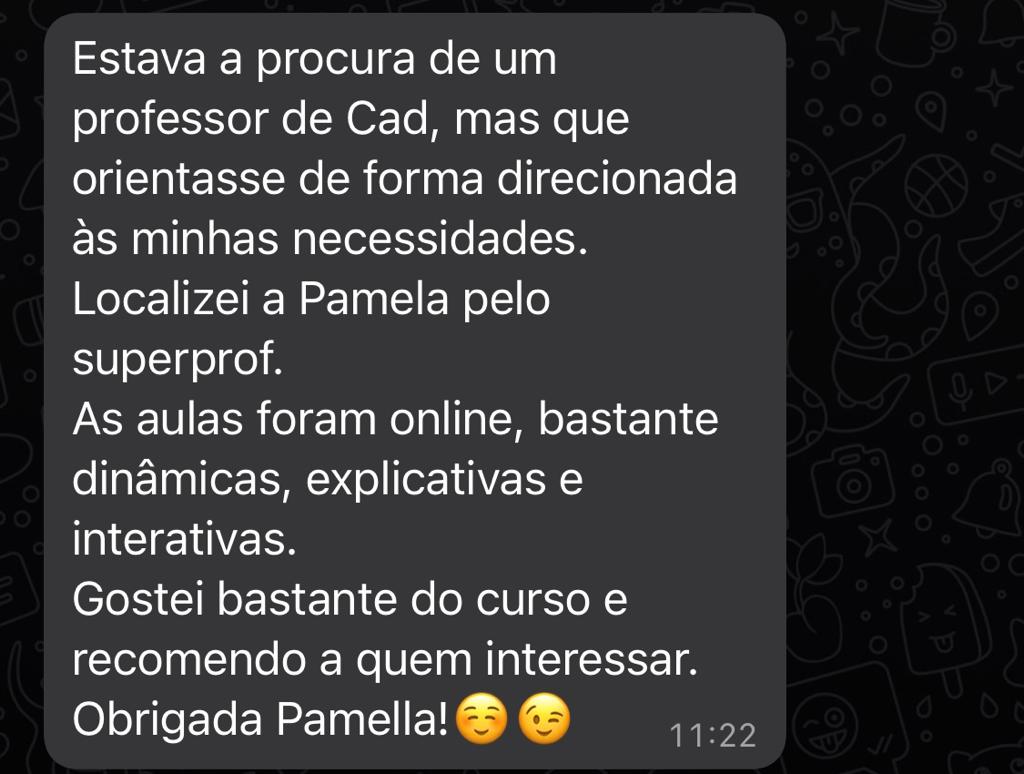 Estava a procura de um
professor de Cad, mas que
orientasse de forma direcionada
às minhas necessidades.
Localizei a Pamela pelo
superprof.
As aulas foram online, bastante
dinâmicas, explicativas e
interativas.
Gostei bastante do curso e
recomendo a quem interessar.
Obrigada Pamella!☺️😉
11:22